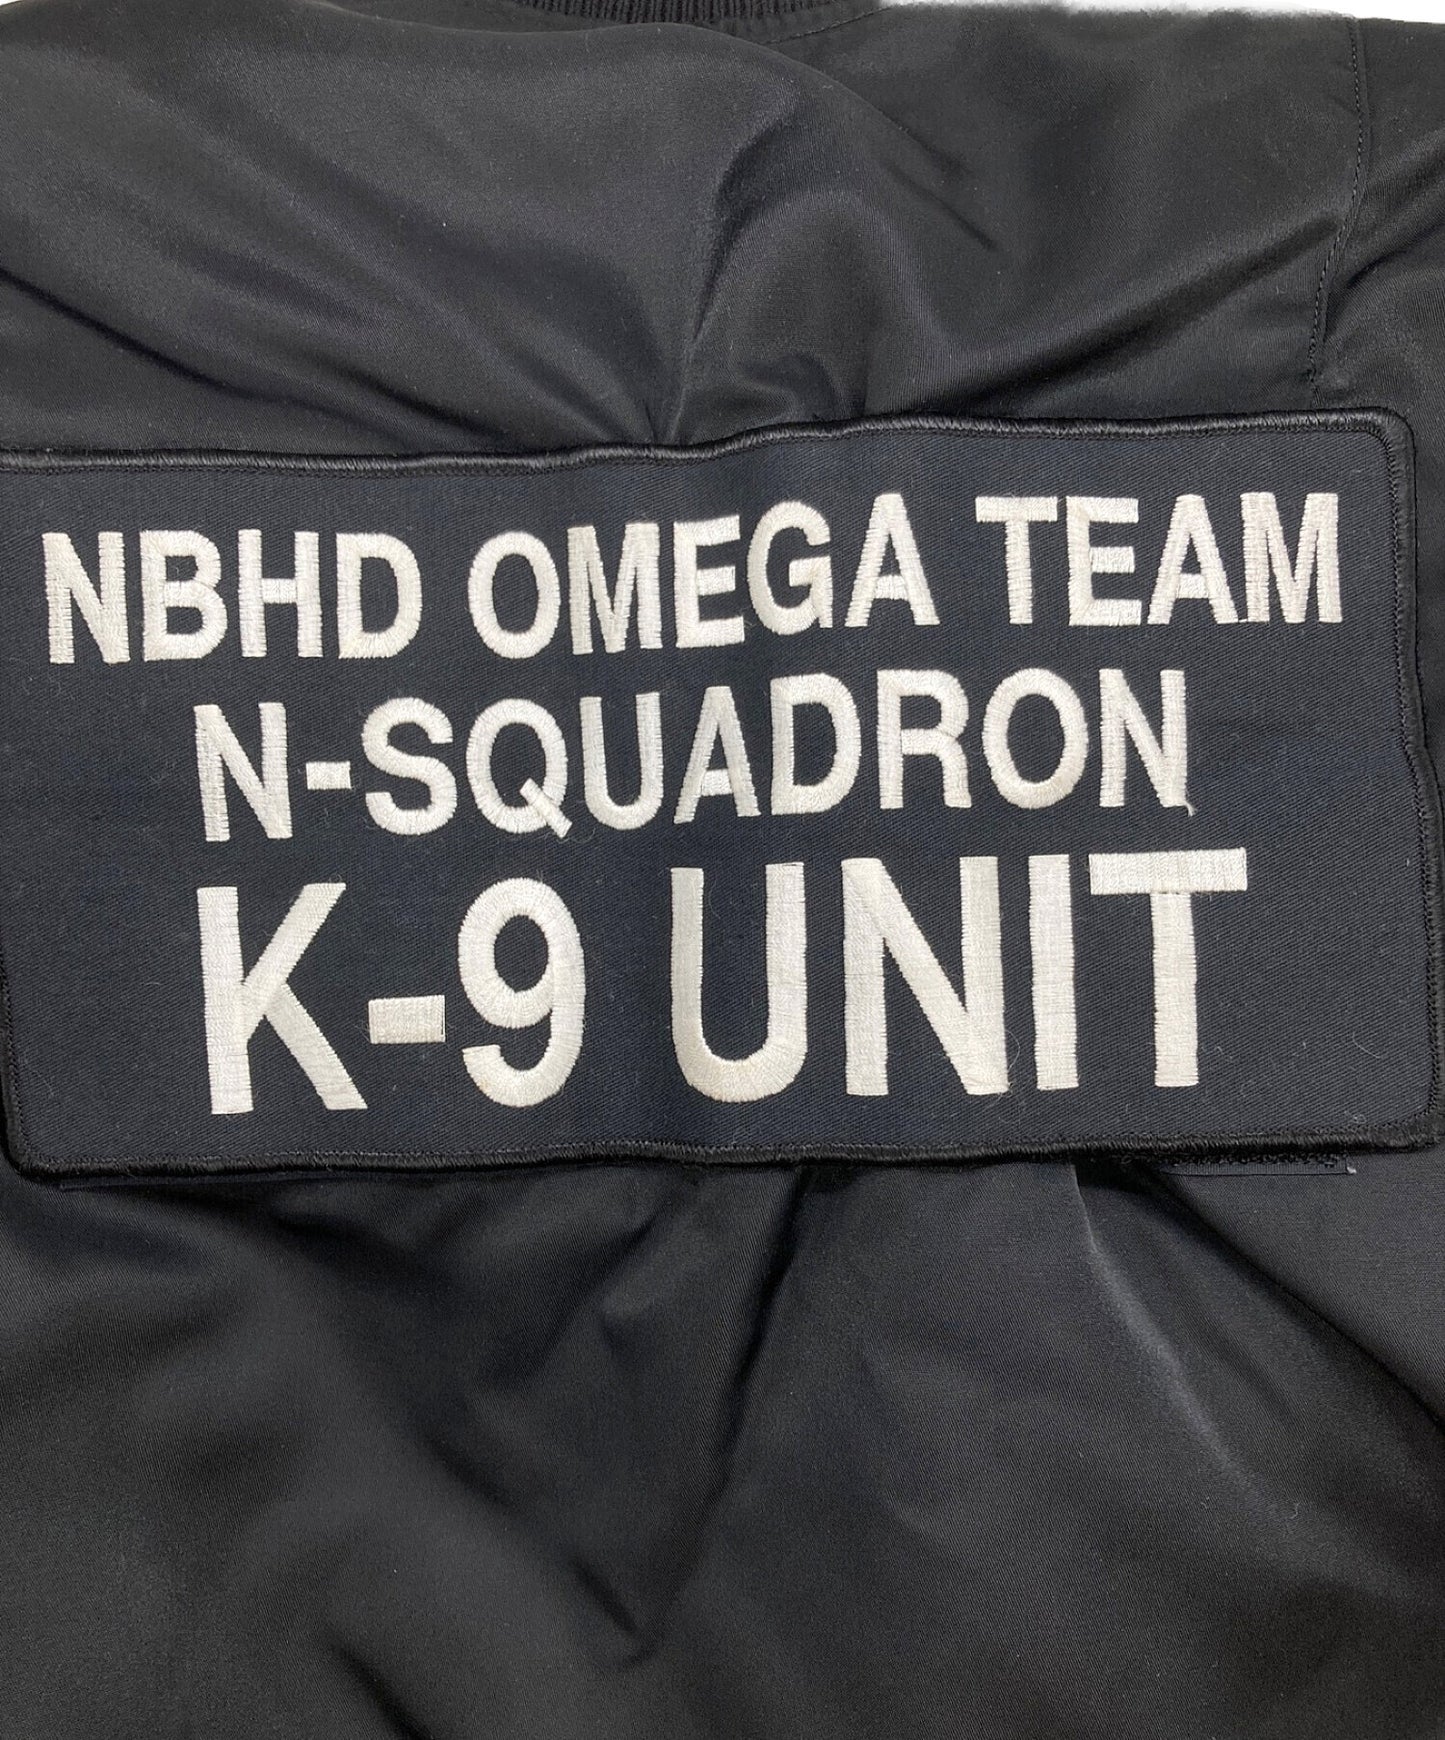 NBHD OMEGA TEAM
N-SQUADRON
K-9 UNIT